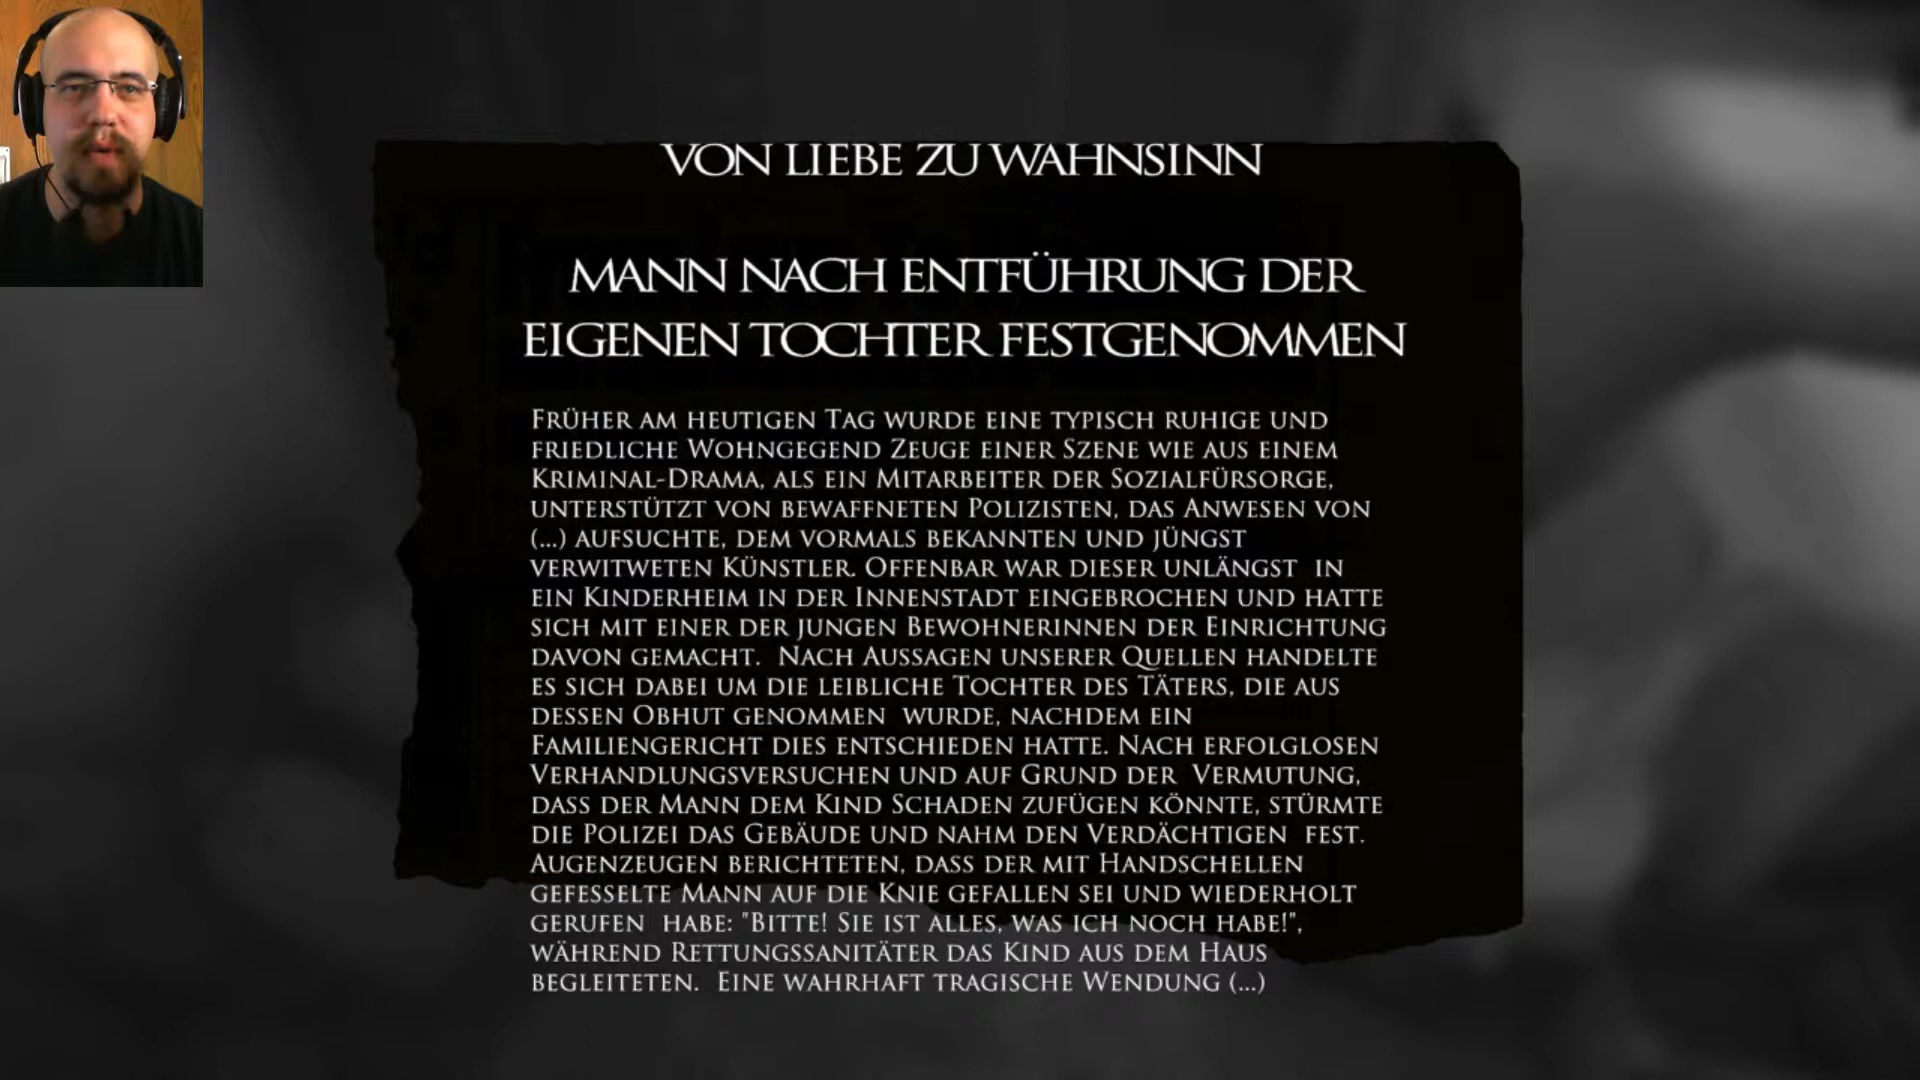 VON LIEBE ZU WAHNSINN
MANN NACH ENTFÜHRUNG DER
EIGENEN TOCHTER FESTGENOMMEN
FRÜHER AM HEUTIGEN TAG WURDE EINE TYPISCH RUHIGE UND
FRIEDLICHE WOHNGEGEND ZEUGE EINER SZENE WIE AUS EINEM
KRIMINAL-DRAMA, ALS EIN MITARBEITER DER SOZIALFÜRSORGE,
UNTERSTÜTZT VON BEWAFFNETEN POLIZISTEN, DAS ANWESEN VON
(...) AUFSUCHTE, DEM VORMALS BEKANNTEN UND JÜNGST
VERWITWETEN KÜNSTLER. OFFENBAR WAR DIESER UNLÄNGST IN
EIN KINDERHEIM IN DER INNENSTADT EINGEBROCHEN UND HATTE
SICH MIT EINER DER JUNGEN BEWOHNERINNEN DER EINRICHTUNG
DAVON GEMACHT. NACH AUSSAGEN UNSERER QUELLEN HANDELTE
ES SICH DABEI UM DIE LEIBLICHE TOCHTER DES TÄTERS, DIE AUS
DESSEN OBHUT GENOMMEN WURDE, NACHDEM EIN
FAMILIENGERICHT DIES ENTSCHIEDEN HATTE. NACH ERFOLGLOSEN
VERHANDLUNGSVERSUCHEN UND AUF GRUND DER VERMUTUNG,
DASS DER MANN DEM KIND SCHADEN ZUFÜGEN KÖNNTE, STÜRMTE
DIE POLIZEI DAS GEBÄUDE UND NAHM DEN VERDÄCHTIGEN FEST.
AUGENZEUGEN BERICHTETEN, DASS DER MIT HANDSCHELLEN
GEFESSELTE MANN AUF DIE KNIE GEFALLEN SEI UND WIEDERHOLT
GERUFEN HABE: "BITTE! SIE IST ALLES, WAS ICH NOCH HABE!",
WÄHREND RETTUNGSSANITÄTER DAS KIND AUS DEM HAUS
BEGLEITETEN. EINE WAHRHAFT TRAGISCHE WENDUNG (...)